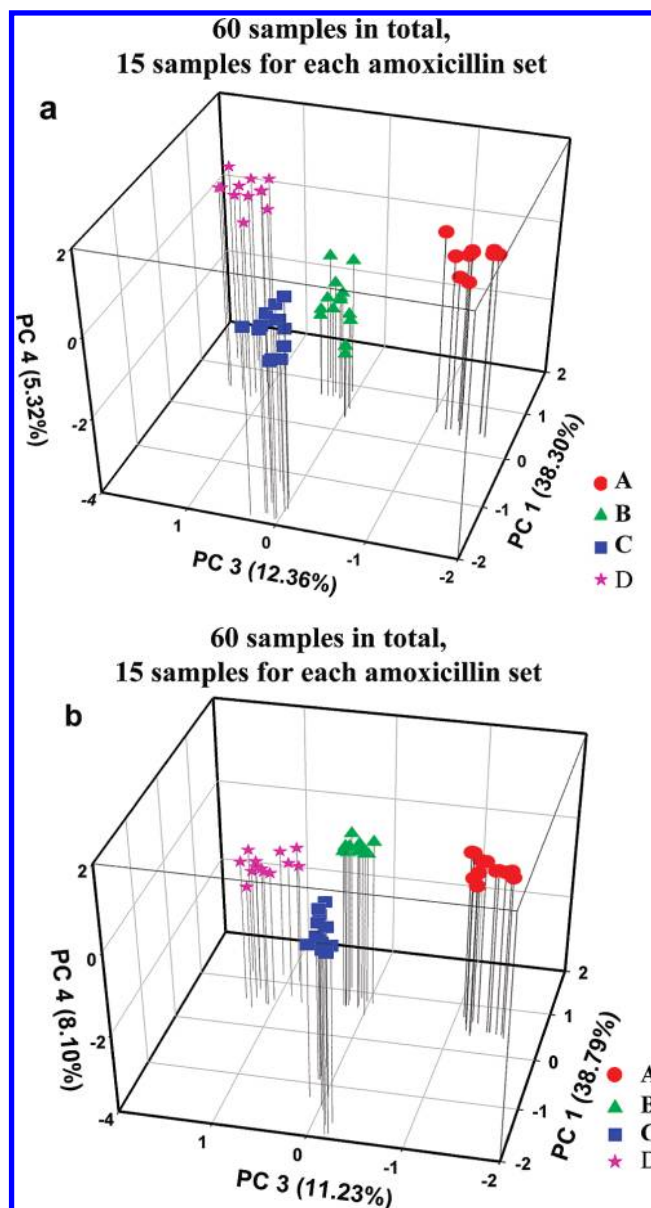 60 samples in total,
15 samples for each amoxicillin set
a
2
0
-2
-4
PC 4 (5.32%)
1
0
-1
-2
PC 3 (12.36%)
2
1
0
-1
-2
PC 1 (38.30%)
A
B
C
D
60 samples in total,
15 samples for each amoxicillin set
b
2
0
-2
-4
PC 4 (8.10%)
1
0
-1
-2
PC 3 (11.23%)
2
1
0
-1
-2
PC 1 (38.79%)
A
B
C
D